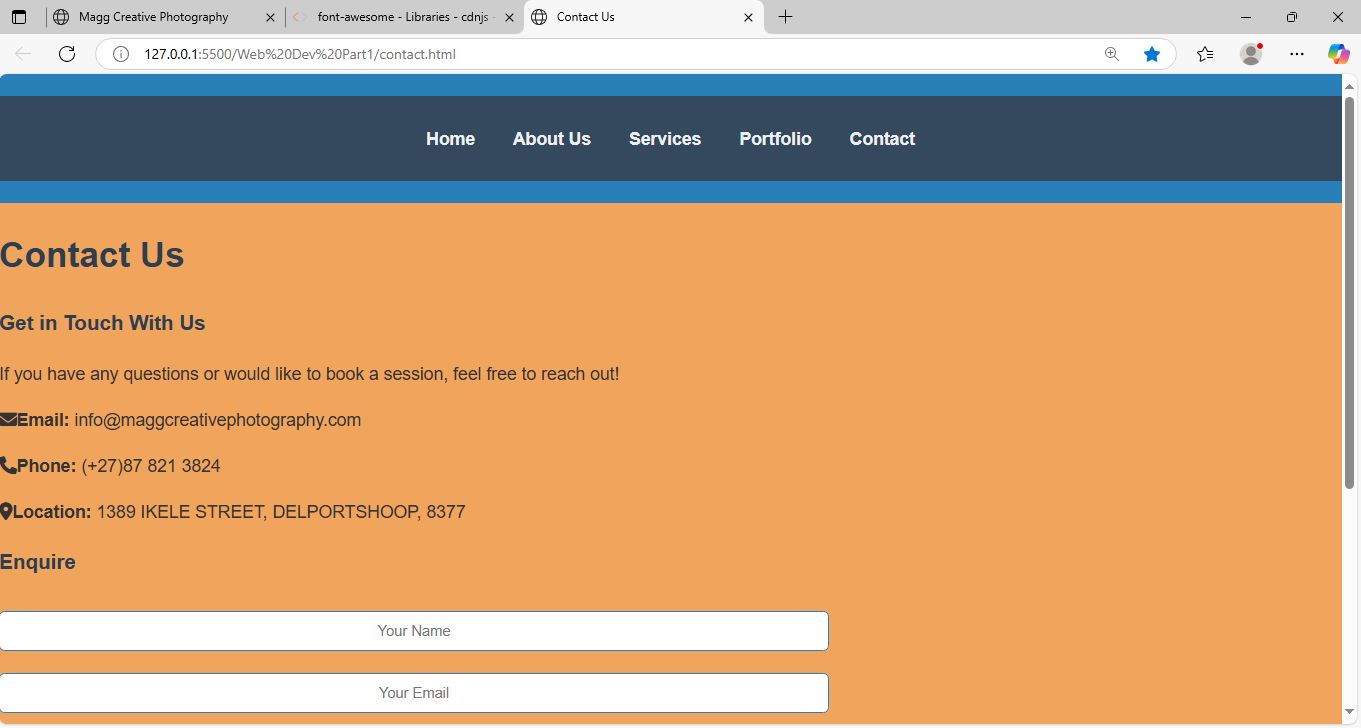 Magg Creative Photography
font-awesome - Libraries - cdnjs -
Contact Us
127.0.0.1:5500/Web%20Dev%20Part1/contact.html
Home About Us Services Portfolio Contact
Contact Us
Get in Touch With Us
If you have any questions or would like to book a session, feel free to reach out!
Email: info@maggcreativephotography.com
Phone: (+27)87 821 3824
Location: 1389 IKELE STREET, DELPORTSHOOP, 8377
Enquire
Your Name
Your Email